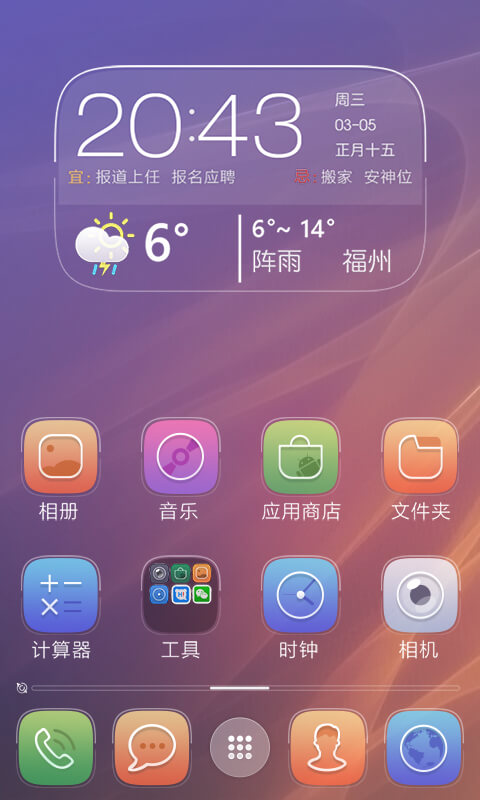 20:43
周三
03-05
正月十五
宜: 报道上任 报名应聘
忌: 搬家 安神位
6°
6°~ 14°
阵雨 福州
相册 音乐 应用商店 文件夹
计算器 工具 时钟 相机